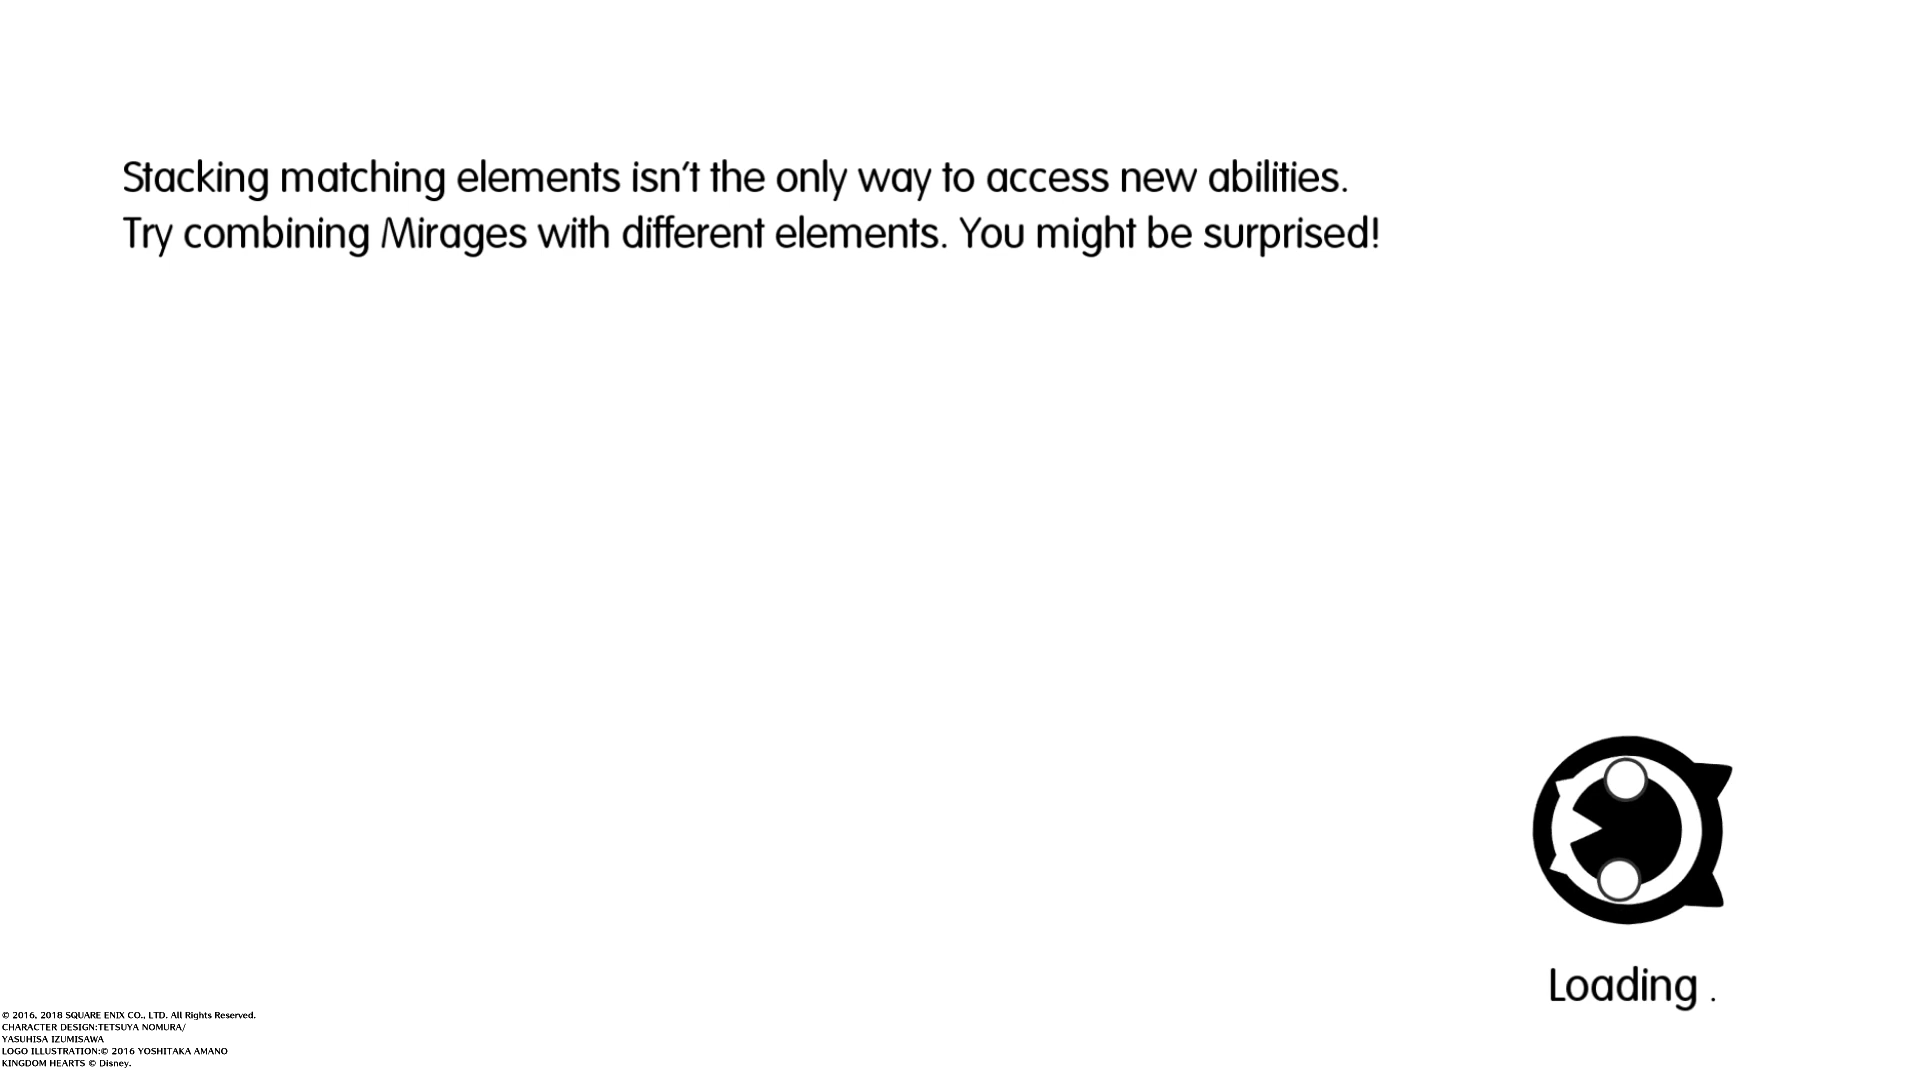 Stacking matching elements isn't the only way to access new abilities.
Try combining Mirages with different elements. You might be surprised!
Loading .
© 2016, 2018 SQUARE ENIX CO., LTD. All Rights Reserved.
CHARACTER DESIGN:TETSUYA NOMURA/
YASUHISA IZUMISAWA
LOGO ILLUSTRATION:© 2016 YOSHITAKA AMANO
KINGDOM HEARTS © Disney.